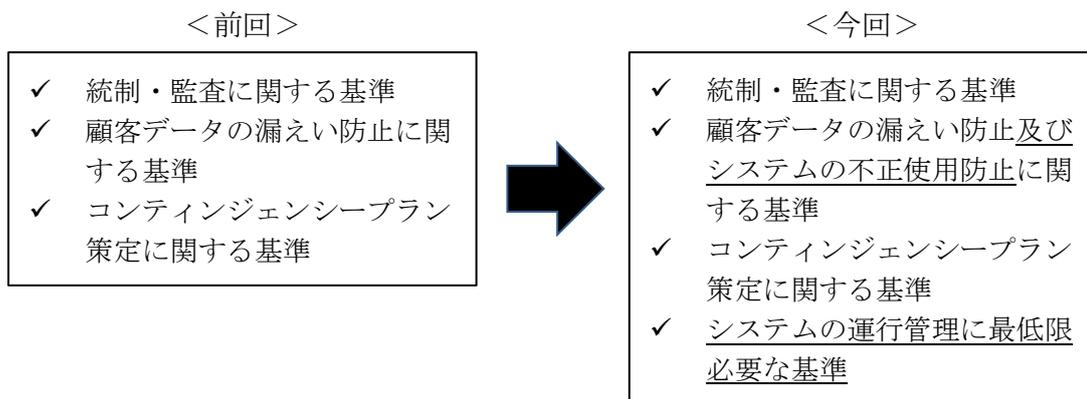 ＜前回＞
✓ 統制・監査に関する基準
✓ 顧客データの漏えい防止に関
する基準
✓ コンティンジェンシープラン
策定に関する基準
＜今回＞
✓ 統制・監査に関する基準
✓ 顧客データの漏えい防止及び
システムの不正使用防止に関
する基準
✓ コンティンジェンシープラン
策定に関する基準
✓ システムの運行管理に最低限
必要な基準